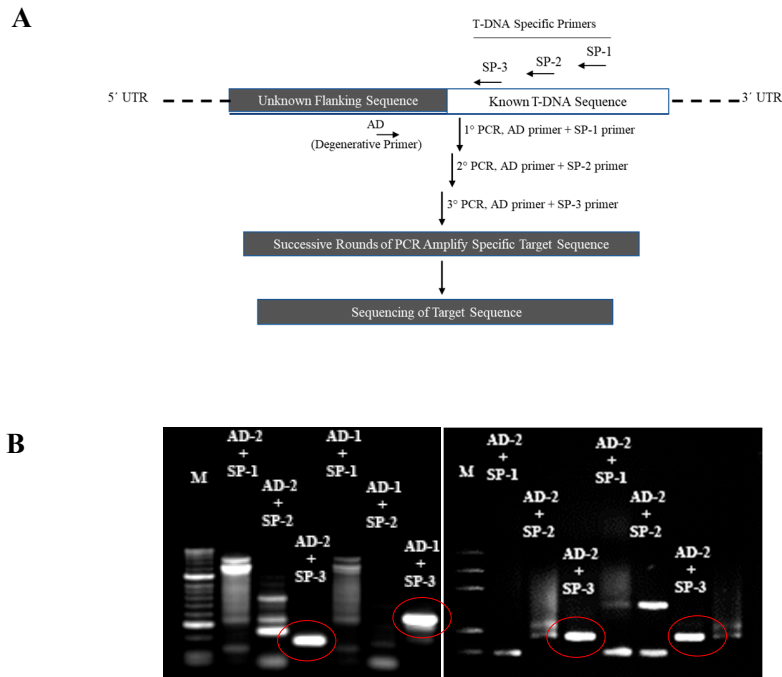 A
T-DNA Specific Primers
SP-1
SP-2
SP-3
5´ UTR
Unknown Flanking Sequence
Known T-DNA Sequence
3´ UTR
AD
(Degenerative Primer)
1° PCR, AD primer + SP-1 primer
2° PCR, AD primer + SP-2 primer
3° PCR, AD primer + SP-3 primer
Successive Rounds of PCR Amplify Specific Target Sequence
Sequencing of Target Sequence
B
M
AD-2
+
SP-1
AD-2
+
SP-2
AD-2
+
SP-3
AD-1
+
SP-1
AD-1
+
SP-2
AD-1
+
SP-3
M
AD-2
+
SP-1
AD-2
+
SP-2
AD-2
+
SP-3
AD-2
+
SP-1
AD-2
+
SP-2
AD-2
+
SP-3